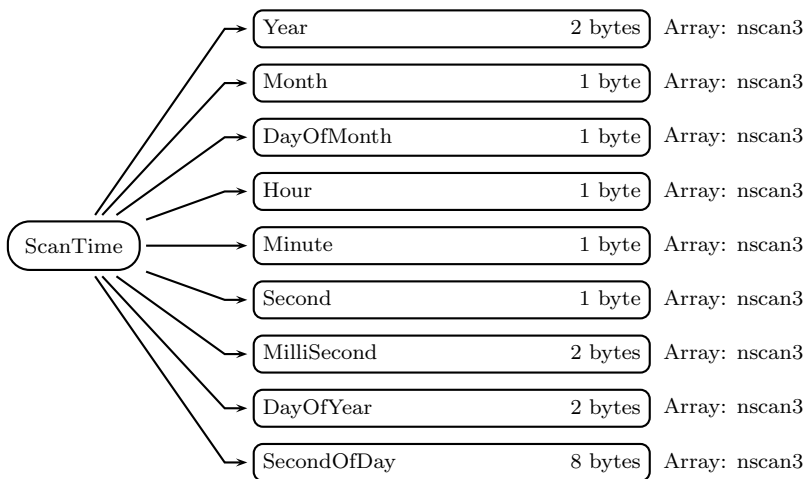 Year 2 bytes Array: nscan3
Month 1 byte Array: nscan3
DayOfMonth 1 byte Array: nscan3
Hour 1 byte Array: nscan3
ScanTime
Minute 1 byte Array: nscan3
Second 1 byte Array: nscan3
MilliSecond 2 bytes Array: nscan3
DayOfYear 2 bytes Array: nscan3
SecondOfDay 8 bytes Array: nscan3